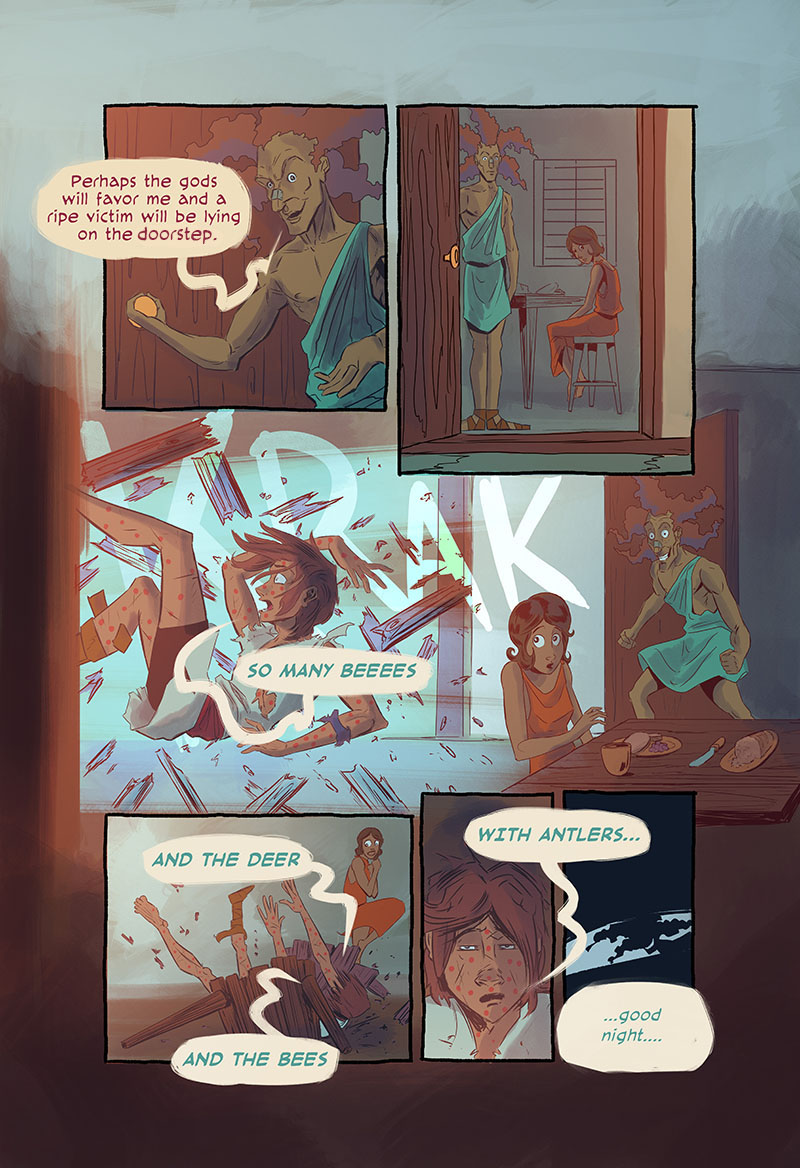 Perhaps the gods
will favor me and a
ripe victim will be lying
on the doorstep.
KRAK
SO MANY BEEEES
AND THE DEER
AND THE BEES
WITH ANTLERS...
...good
night....